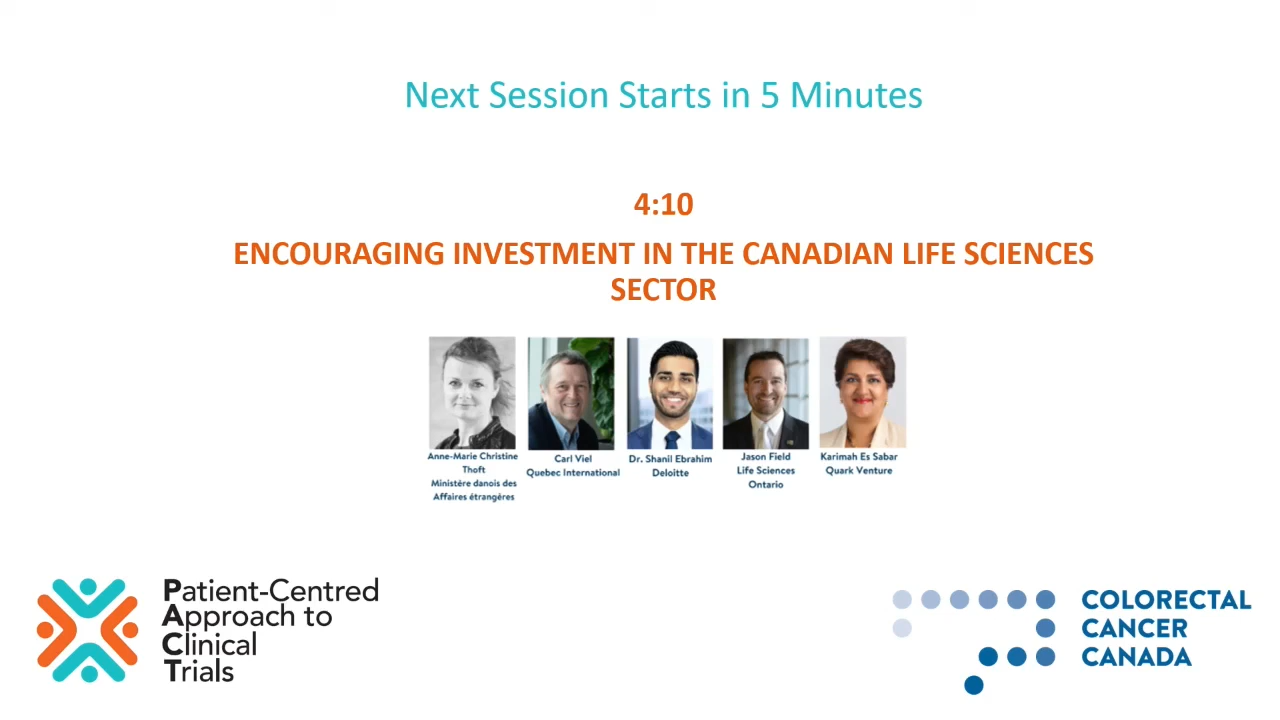 Next Session Starts in 5 Minutes
4:10
ENCOURAGING INVESTMENT IN THE CANADIAN LIFE SCIENCES
SECTOR
Anne-Marie Christine
Thoft
Ministère danois des
Affaires étrangères
Carl Viel
Quebec International
Dr. Shanil Ebrahim
Deloitte
Jason Field
Life Sciences
Ontario
Karimah Es Sabar
Quark Venture
Patient-Centred
Approach to
Clinical
Trials
COLORECTAL
CANCER
CANADA